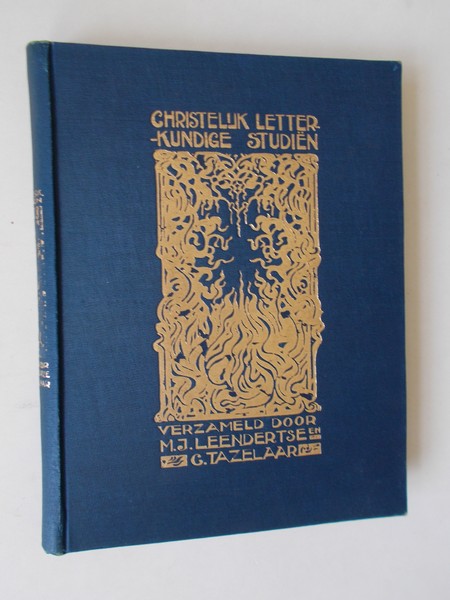 CHRISTELIJK LETTER-
-KUNDIGE STUDIËN
VERZAMELD DOOR
M.J. LEENDERTSE EN
C. TAZELAAR